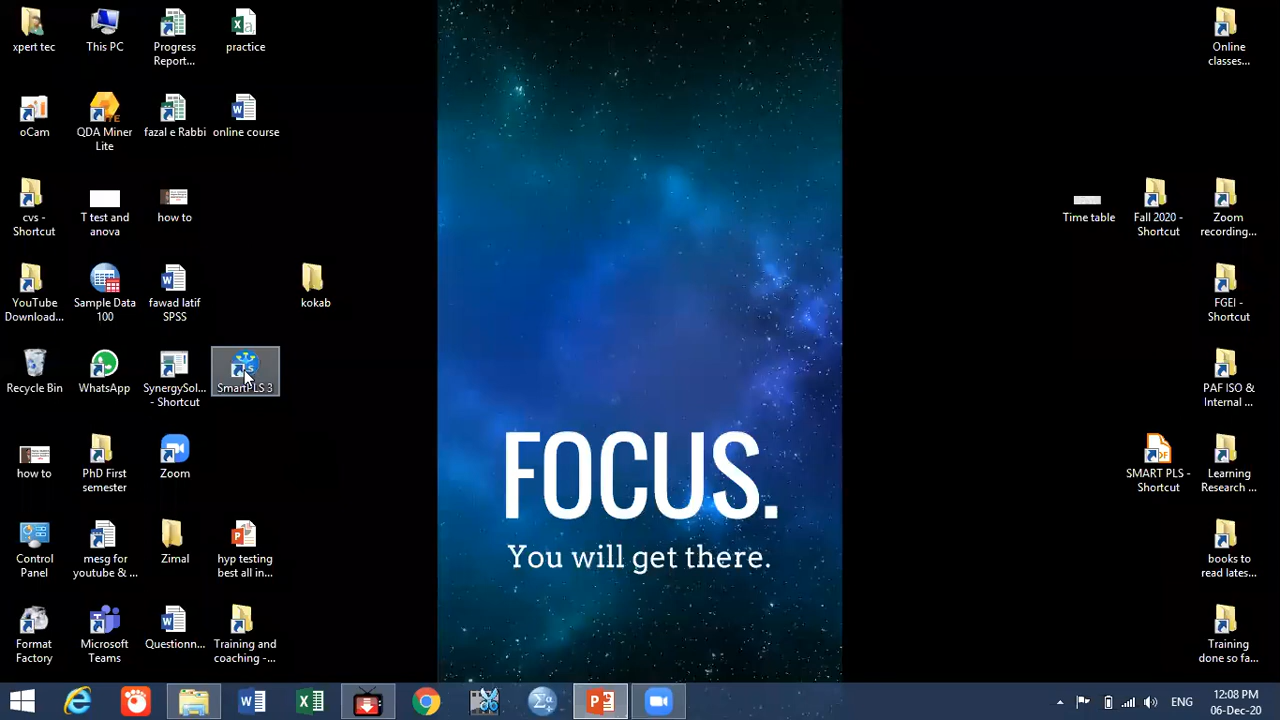 xpert tec
This PC
Progress
Report...
practice
Online
classes...
oCam
QDA Miner
Lite
fazal e Rabbi
online course
cvs -
Shortcut
T test and
anova
how to
Time table
Fall 2020 -
Shortcut
Zoom
recording...
YouTube
Download...
Sample Data
100
fawad latif
SPSS
kokab
FGEI -
Shortcut
Recycle Bin
WhatsApp
SynergySol...
- Shortcut
SmartPLS 3
PAF ISO &
Internal ...
FOCUS.
You will get there.
how to
PhD First
semester
Zoom
SMART PLS -
Shortcut
Learning
Research ...
Control
Panel
mesg for
youtube & ...
Zimal
hyp testing
best all in...
books to
read lates...
Format
Factory
Microsoft
Teams
Questionn...
Training and
coaching -...
Training
done so fa...
ENG
12:08 PM
06-Dec-20